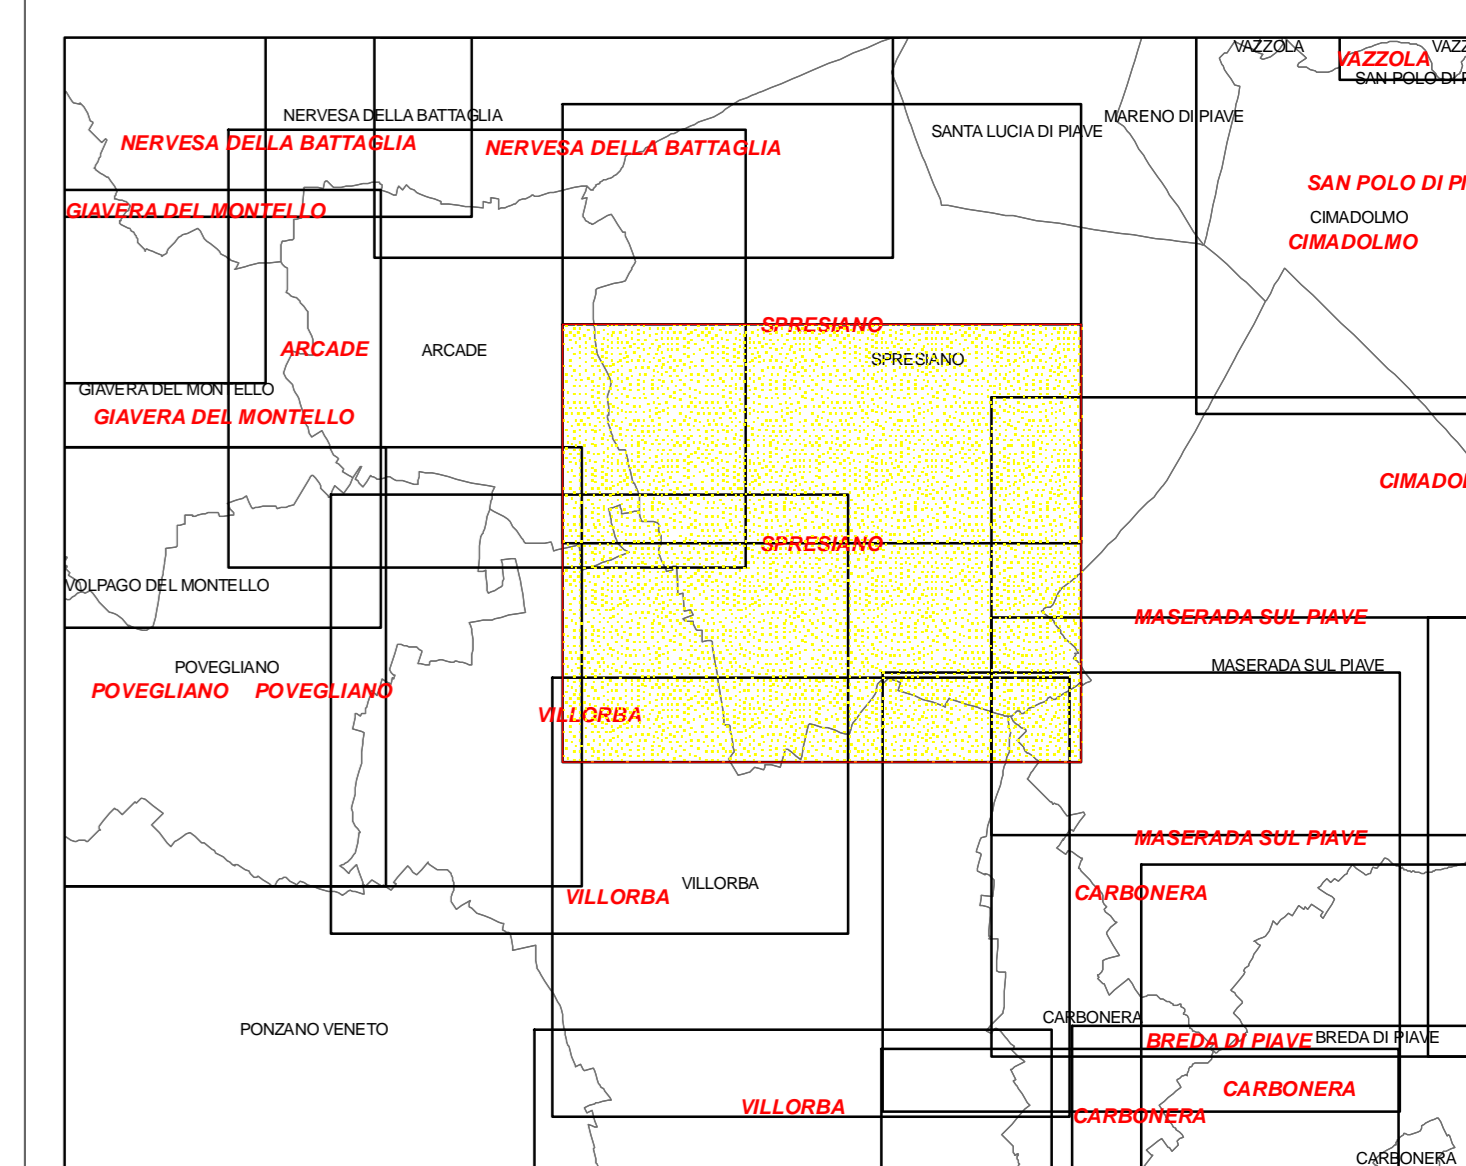 VAZZOLA
VAZZ
VAZZOLA
SAN POLO DI P
NERVESA DELLA BATTAGLIA
MARENO DI PIAVE
SANTA LUCIA DI PIAVE
NERVESA DELLA BATTAGLIA
NERVESA DELLA BATTAGLIA
SAN POLO DI PI
GIAVERA DEL MONTELLO
CIMADOLMO
CIMADOLMO
SPRESIANO
ARCADE
ARCADE
SPRESIANO
GIAVERA DEL MONTELLO
GIAVERA DEL MONTELLO
CIMADOL
SPRESIANO
VOLPAGO DEL MONTELLO
MASERADA SUL PIAVE
POVEGLIANO
MASERADA SUL PIAVE
POVEGLIANO
POVEGLIANO
VILLORBA
MASERADA SUL PIAVE
VILLORBA
VILLORBA
CARBONERA
CARBONERA
PONZANO VENETO
BREDA DI PIAVE
BREDA DI PIAVE
CARBONERA
VILLORBA
CARBONERA
CARBONERA